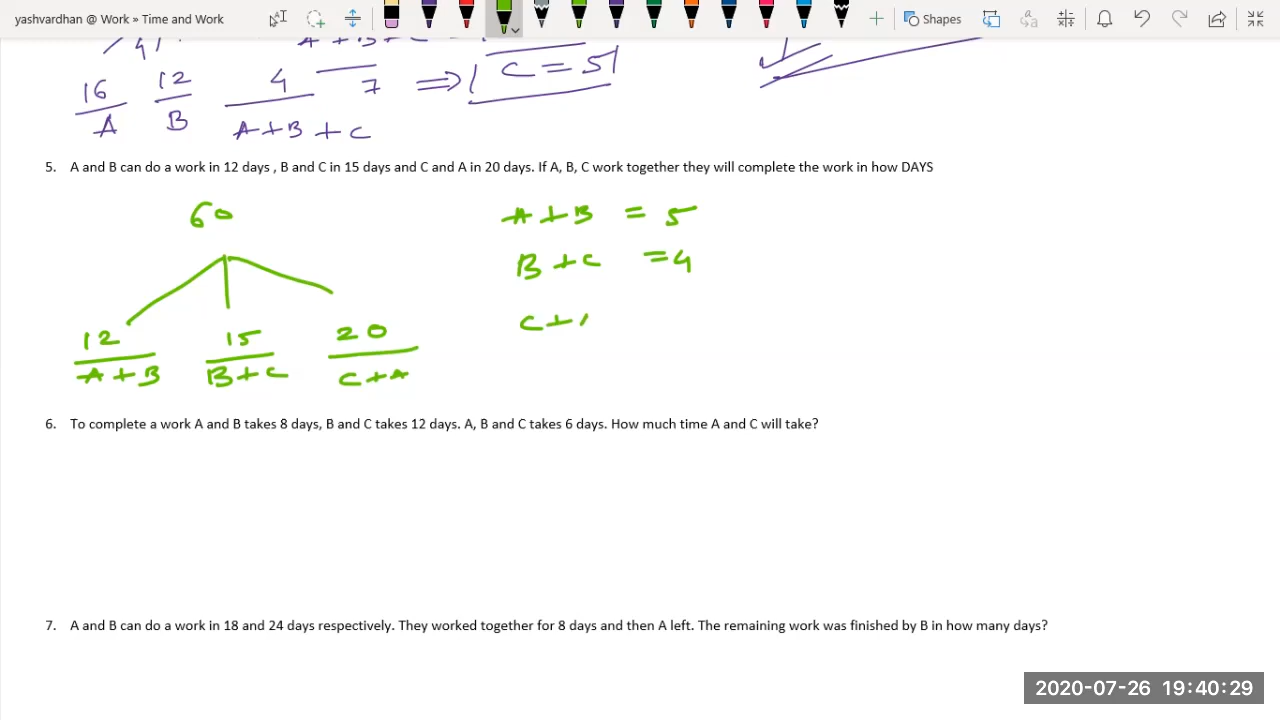 yashvardhan @ Work » Time and Work
Shapes
16 12 4 7 ⟹ C = 51
A B A+B+C
5. A and B can do a work in 12 days , B and C in 15 days and C and A in 20 days. If A, B, C work together they will complete the work in how DAYS
60
A+B = 5
B+C =4
C+
12 15 20
A+B B+C C+A
6. To complete a work A and B takes 8 days, B and C takes 12 days. A, B and C takes 6 days. How much time A and C will take?
7. A and B can do a work in 18 and 24 days respectively. They worked together for 8 days and then A left. The remaining work was finished by B in how many days?
2020-07-26 19:40:29